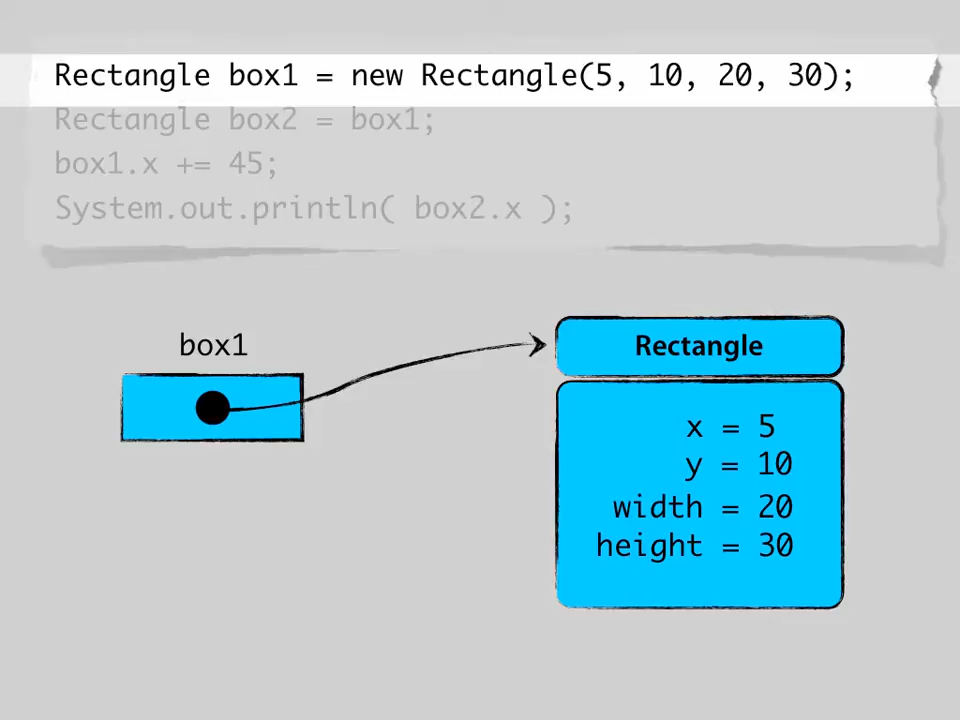 Rectangle box1 = new Rectangle(5, 10, 20, 30);
Rectangle box2 = box1;
box1.x += 45;
System.out.println( box2.x );
box1
Rectangle
x = 5
y = 10
width = 20
height = 30